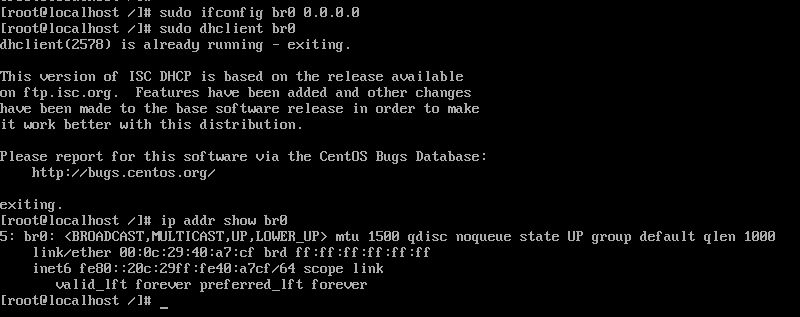 [root@localhost /]# sudo ifconfig br0 0.0.0.0
[root@localhost /]# sudo dhclient br0
dhclient(2578) is already running - exiting.
This version of ISC DHCP is based on the release available
on ftp.isc.org.  Features have been added and other changes
have been made to the base software release in order to make
it work better with this distribution.
Please report for this software via the CentOS Bugs Database:
    http://bugs.centos.org/
exiting.
[root@localhost /]# ip addr show br0
5: br0: <BROADCAST,MULTICAST,UP,LOWER_UP> mtu 1500 qdisc noqueue state UP group default qlen 1000
    link/ether 00:0c:29:40:a7:cf brd ff:ff:ff:ff:ff:ff
    inet6 fe80::20c:29ff:fe40:a7cf/64 scope link
       valid_lft forever preferred_lft forever
[root@localhost /]# _